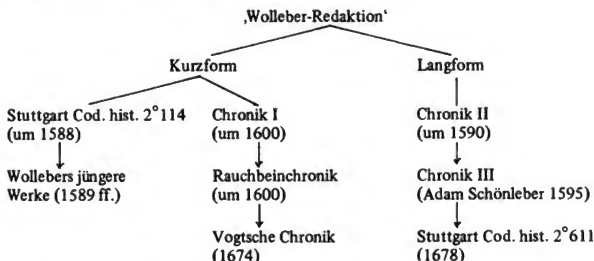 ‚Wolleber-Redaktion‘
Kurzform
Langform
Stuttgart Cod. hist. 2°114
(um 1588)
Wollebers jüngere
Werke (1589 ff.)
Chronik I
(um 1600)
Rauchbeinchronik
(um 1600)
Vogtsche Chronik
(1674)
Chronik II
(um 1590)
Chronik III
(Adam Schönleber 1595)
Stuttgart Cod. hist. 2°611
(1678)